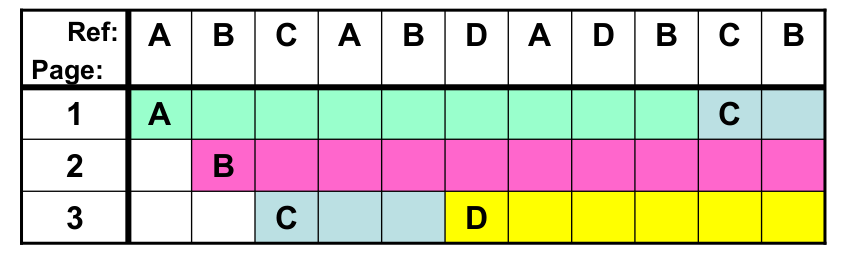 Ref: A B C A B D A D B C B
Page:
1 A C
2 B
3 C D